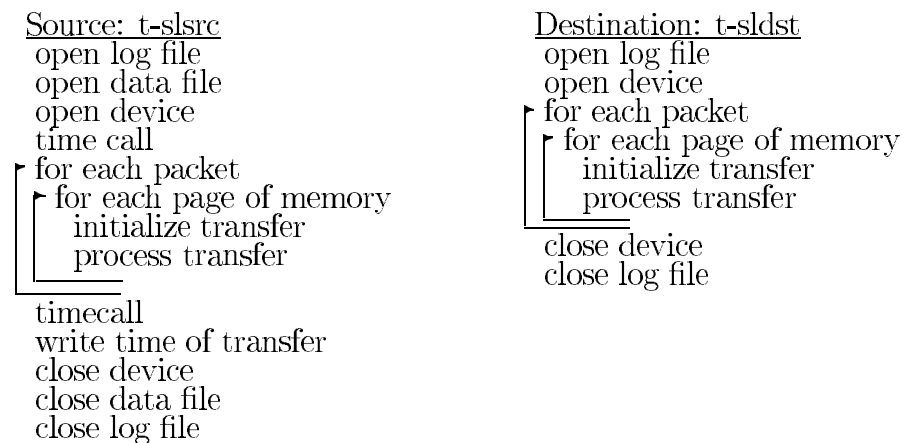 Source: t-slsrc
open log file
open data file
open device
time call
for each packet
for each page of memory
initialize transfer
process transfer
timecall
write time of transfer
close device
close data file
close log file
Destination: t-sldst
open log file
open device
for each packet
for each page of memory
initialize transfer
process transfer
close device
close log file